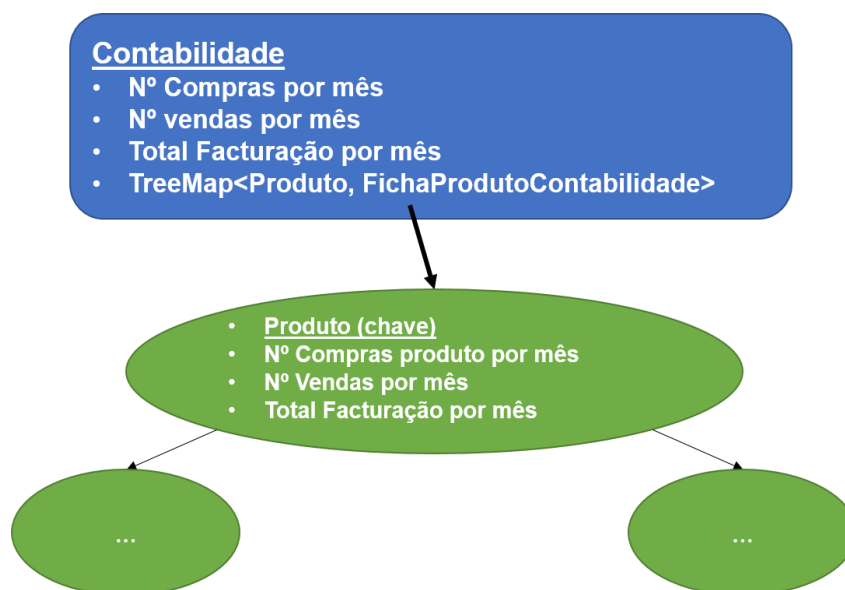 Contabilidade
• Nº Compras por mês
• Nº vendas por mês
• Total Facturação por mês
• TreeMap<Produto, FichaProdutoContabilidade>
• Produto (chave)
• Nº Compras produto por mês
• Nº Vendas por mês
• Total Facturação por mês
...
...